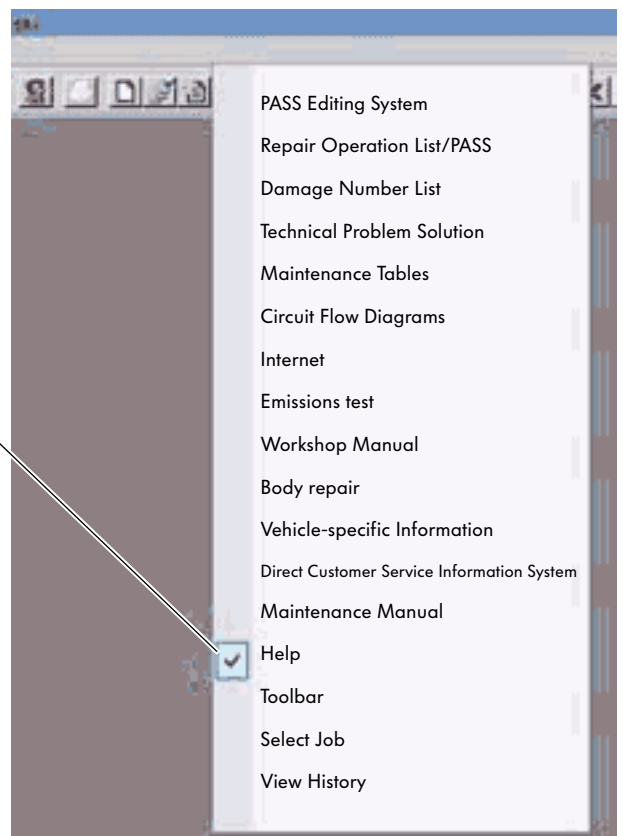 PASS Editing System
Repair Operation List/PASS
Damage Number List
Technical Problem Solution
Maintenance Tables
Circuit Flow Diagrams
Internet
Emissions test
Workshop Manual
Body repair
Vehicle-specific Information
Direct Customer Service Information System
Maintenance Manual
Help
Toolbar
Select Job
View History